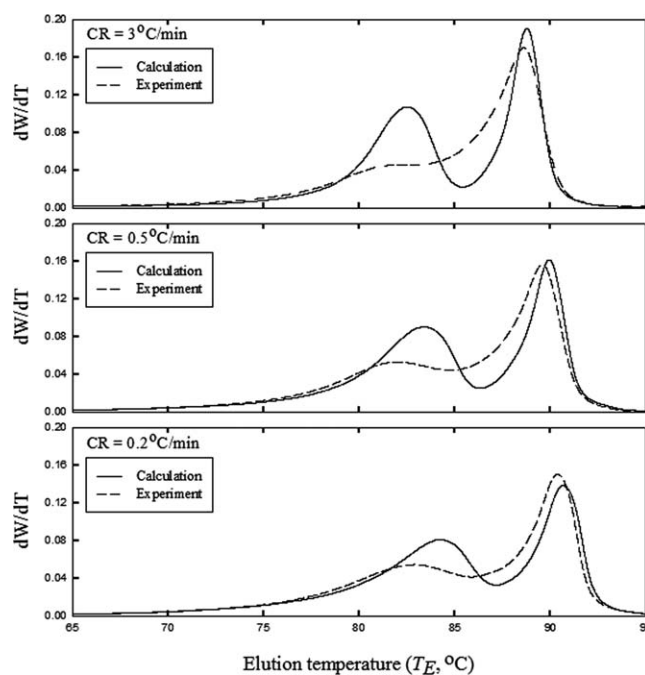 CR = 3°C/min
Calculation
Experiment
dW/dT
0.20
0.16
0.12
0.08
0.04
0.00
CR = 0.5°C/min
Calculation
Experiment
dW/dT
0.20
0.16
0.12
0.08
0.04
0.00
CR = 0.2°C/min
Calculation
Experiment
dW/dT
0.20
0.16
0.12
0.08
0.04
0.00
65 70 75 80 85 90
Elution temperature (TE, °C)